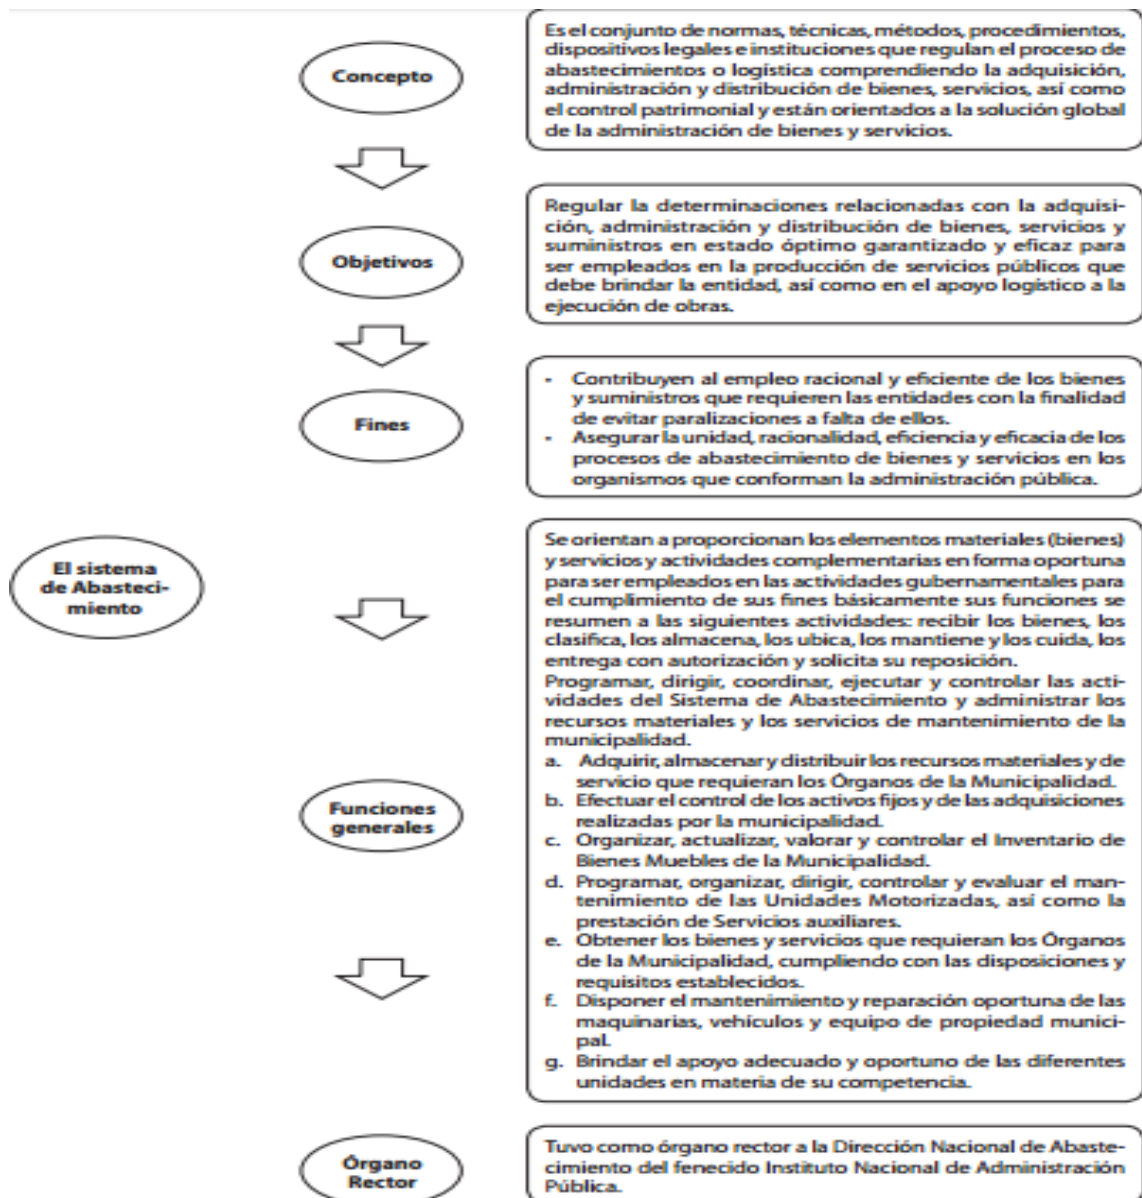 Concepto
Es el conjunto de normas, técnicas, métodos, procedimientos,
dispositivos legales e instituciones que regulan el proceso de
abastecimientos o logística comprendiendo la adquisición,
administración y distribución de bienes, servicios, así como
el control patrimonial y están orientados a la solución global
de la administración de bienes y servicios.
Objetivos
Regular la determinaciones relacionadas con la adquisi-
ción, administración y distribución de bienes, servicios y
suministros en estado óptimo garantizado y eficaz para
ser empleados en la producción de servicios públicos que
debe brindar la entidad, así como en el apoyo logístico a la
ejecución de obras.
Fines
- Contribuyen al empleo racional y eficiente de los bienes
y suministros que requieren las entidades con la finalidad
de evitar paralizaciones a falta de ellos.
- Asegurar la unidad, racionalidad, eficiencia y eficacia de los
procesos de abastecimiento de bienes y servicios en los
organismos que conforman la administración pública.
El sistema
de Abasteci-
miento
Funciones
generales
Se orientan a proporcionan los elementos materiales (bienes)
y servicios y actividades complementarias en forma oportuna
para ser empleados en las actividades gubernamentales para
el cumplimiento de sus fines básicamente sus funciones se
resumen a las siguientes actividades: recibir los bienes, los
clasifica, los almacena, los ubica, los mantiene y los cuida, los
entrega con autorización y solicita su reposición.
Programar, dirigir, coordinar, ejecutar y controlar las acti-
vidades del Sistema de Abastecimiento y administrar los
recursos materiales y los servicios de mantenimiento de la
municipalidad.
a. Adquirir, almacenar y distribuir los recursos materiales y de
servicio que requieran los Órganos de la Municipalidad.
b. Efectuar el control de los activos fijos y de las adquisiciones
realizadas por la municipalidad.
c. Organizar, actualizar, valorar y controlar el Inventario de
Bienes Muebles de la Municipalidad.
d. Programar, organizar, dirigir, controlar y evaluar el man-
tenimiento de las Unidades Motorizadas, así como la
prestación de Servicios auxiliares.
e. Obtener los bienes y servicios que requieran los Órganos
de la Municipalidad, cumpliendo con las disposiciones y
requisitos establecidos.
f. Disponer el mantenimiento y reparación oportuna de las
maquinarias, vehículos y equipo de propiedad munici-
pal.
g. Brindar el apoyo adecuado y oportuno de las diferentes
unidades en materia de su competencia.
Órgano
Rector
Tuvo como órgano rector a la Dirección Nacional de Abaste-
cimiento del fenecido Instituto Nacional de Administración
Pública.